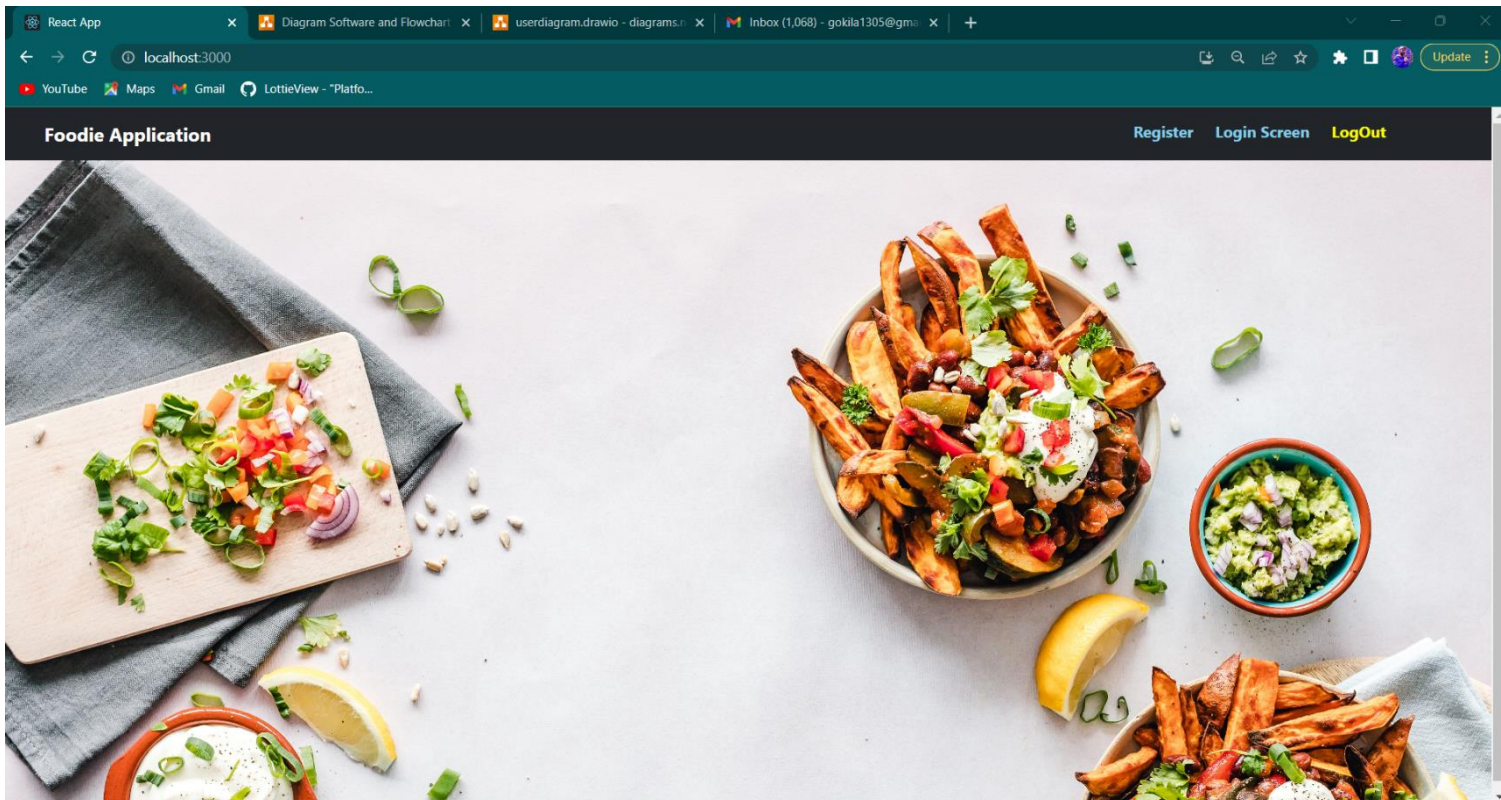 React App
Diagram Software and Flowchart
userdiagram.drawio - diagrams.n
Inbox (1,068) - gokila1305@gma
localhost:3000
Update
YouTube
Maps
Gmail
LottieView - "Platfo...
Foodie Application
Register
Login Screen
LogOut